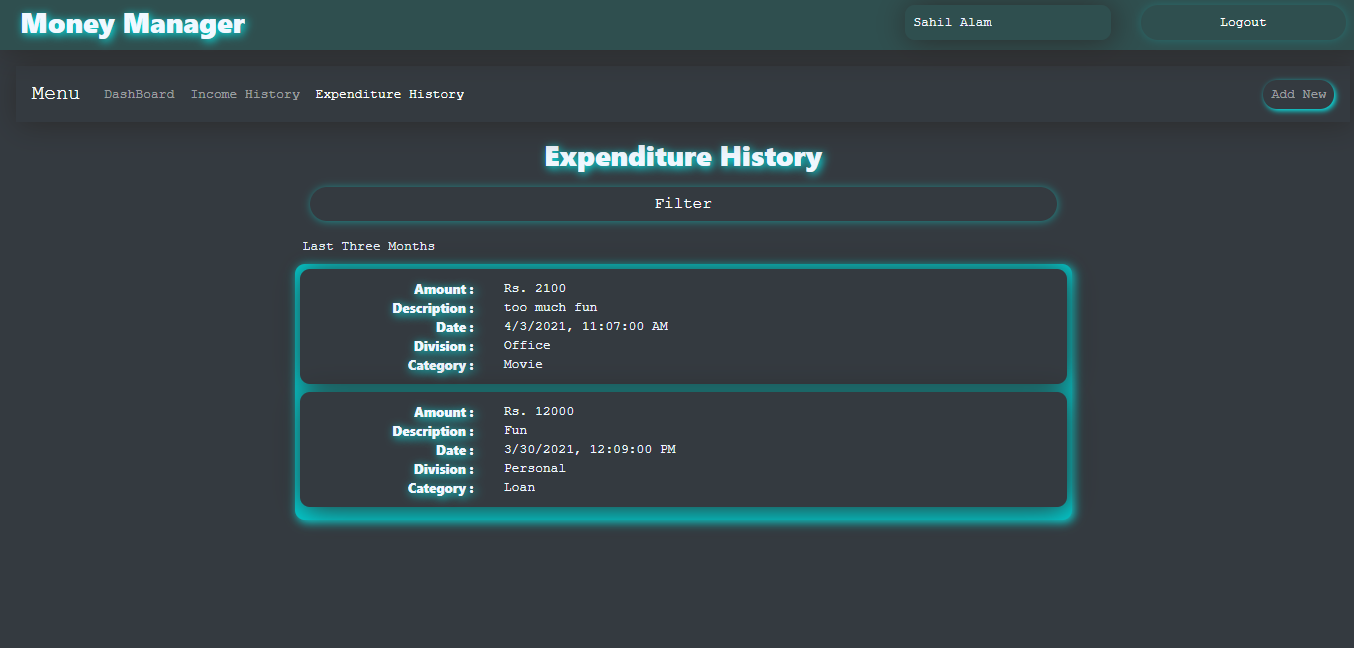 Money Manager
Sahil Alam
Logout
Menu DashBoard Income History Expenditure History Add New
Expenditure History
Filter
Last Three Months
Amount : Rs. 2100
Description : too much fun
Date : 4/3/2021, 11:07:00 AM
Division : Office
Category : Movie
Amount : Rs. 12000
Description : Fun
Date : 3/30/2021, 12:09:00 PM
Division : Personal
Category : Loan